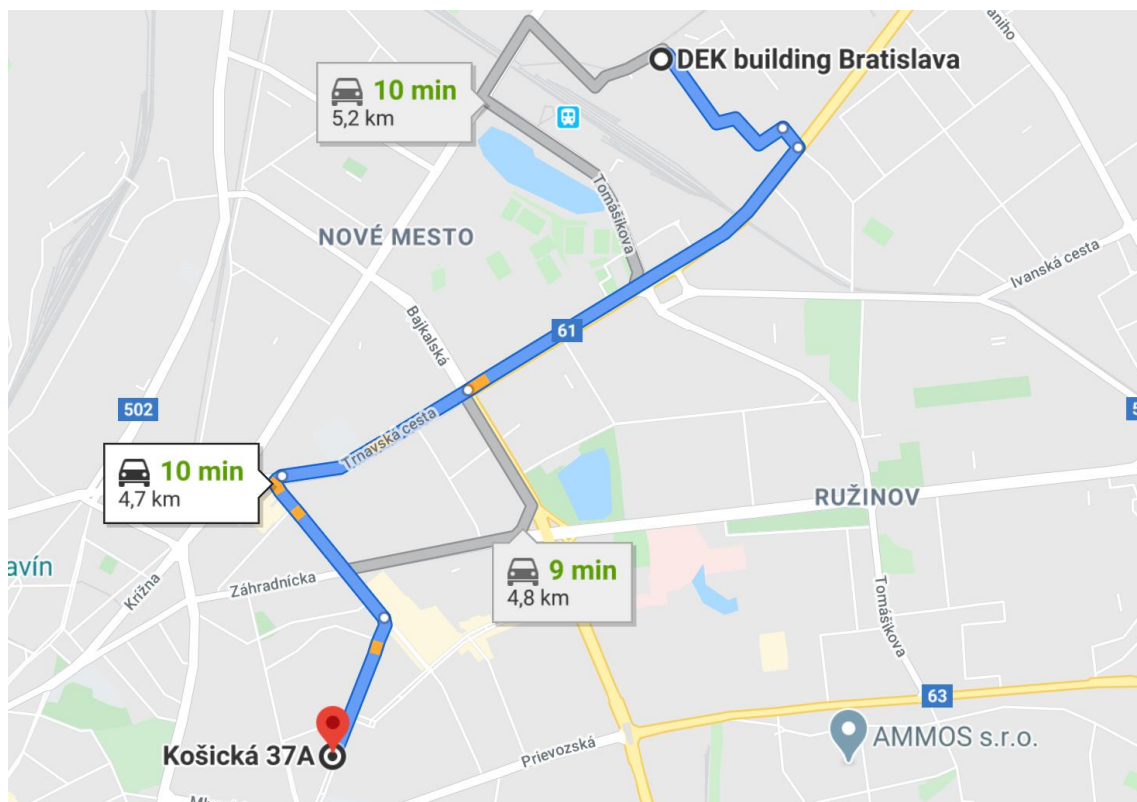 DEK building Bratislava
10 min
5,2 km
Tomášikova
NOVÉ MESTO
Ivanská cesta
Bajkalská
61
502
Trnavská cesta
10 min
4,7 km
RUŽINOV
avín
Krížna
Záhradnícka
9 min
4,8 km
Tomášikova
63
AMMOS s.r.o.
Prievozská
Košická 37A